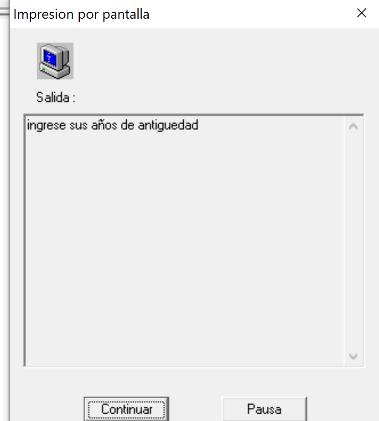 Impresion por pantalla
Salida :
ingrese sus años de antiguedad
Continuar
Pausa